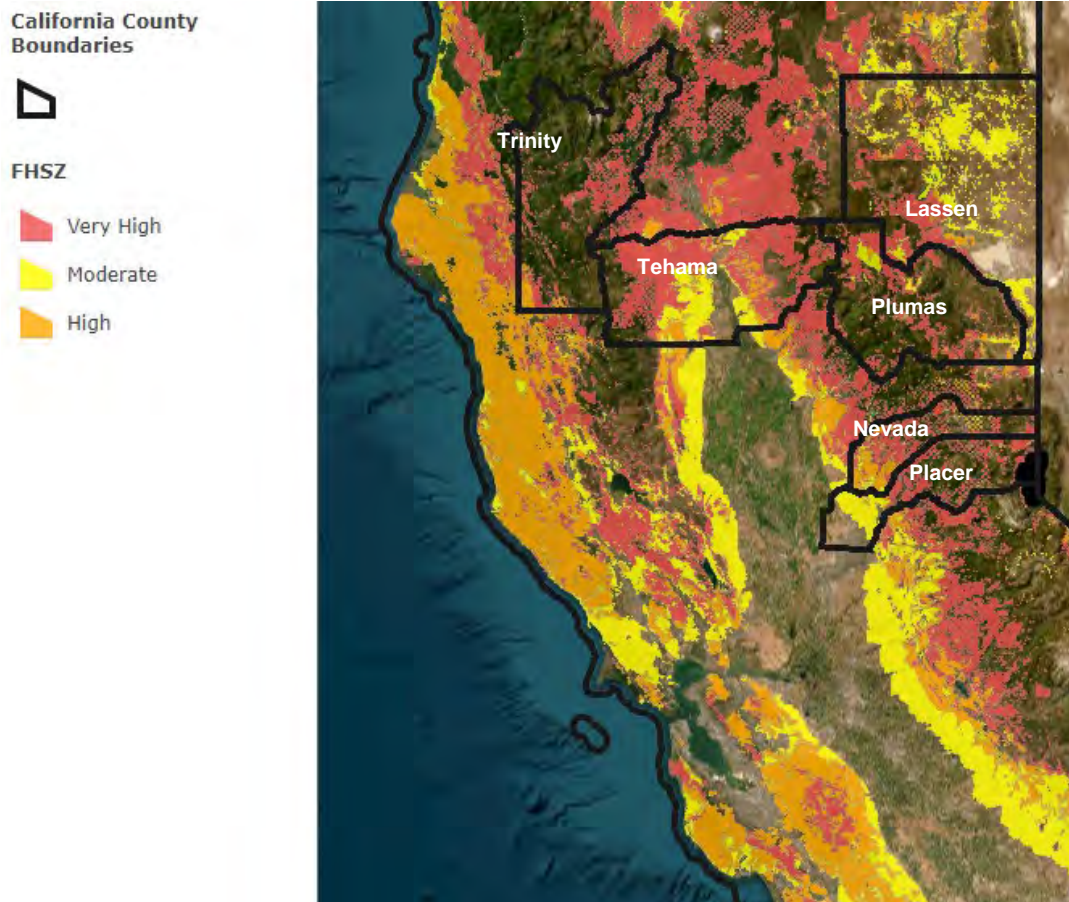 California County
Boundaries
FHSZ
Very High
Moderate
High
Trinity
Lassen
Tehama
Plumas
Nevada
Placer